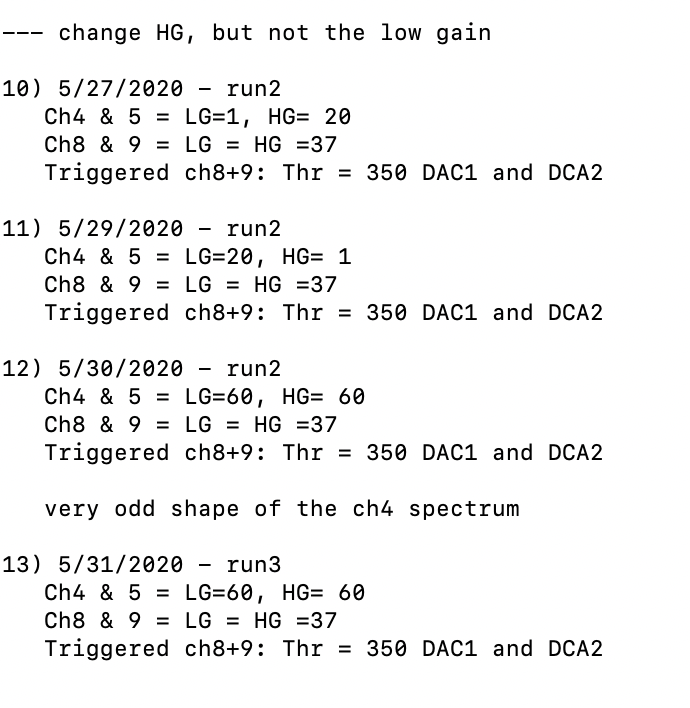 --- change HG, but not the low gain
10) 5/27/2020 - run2
Ch4 & 5 = LG=1, HG= 20
Ch8 & 9 = LG = HG =37
Triggered ch8+9: Thr = 350 DAC1 and DCA2
11) 5/29/2020 - run2
Ch4 & 5 = LG=20, HG= 1
Ch8 & 9 = LG = HG =37
Triggered ch8+9: Thr = 350 DAC1 and DCA2
12) 5/30/2020 - run2
Ch4 & 5 = LG=60, HG= 60
Ch8 & 9 = LG = HG =37
Triggered ch8+9: Thr = 350 DAC1 and DCA2
very odd shape of the ch4 spectrum
13) 5/31/2020 - run3
Ch4 & 5 = LG=60, HG= 60
Ch8 & 9 = LG = HG =37
Triggered ch8+9: Thr = 350 DAC1 and DCA2